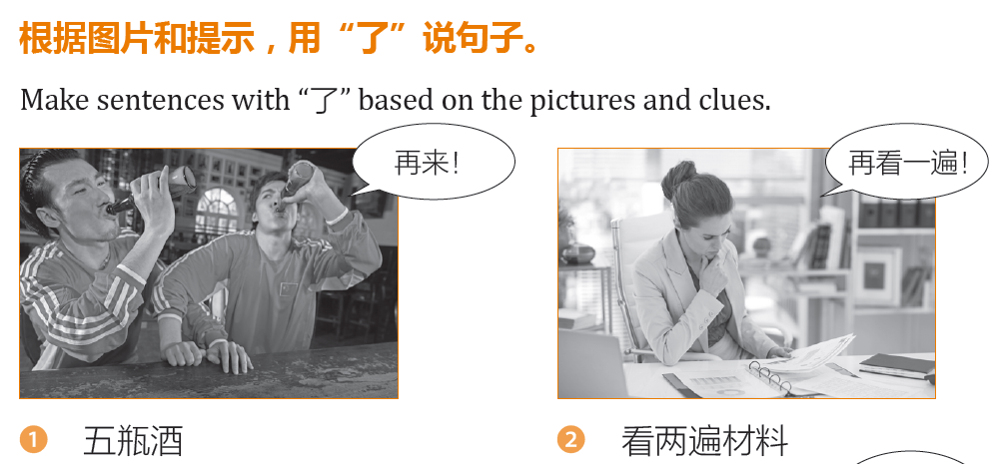 根据图片和提示，用“了”说句子。
Make sentences with “了” based on the pictures and clues.
再来！
再看一遍！
1 五瓶酒
2 看两遍材料